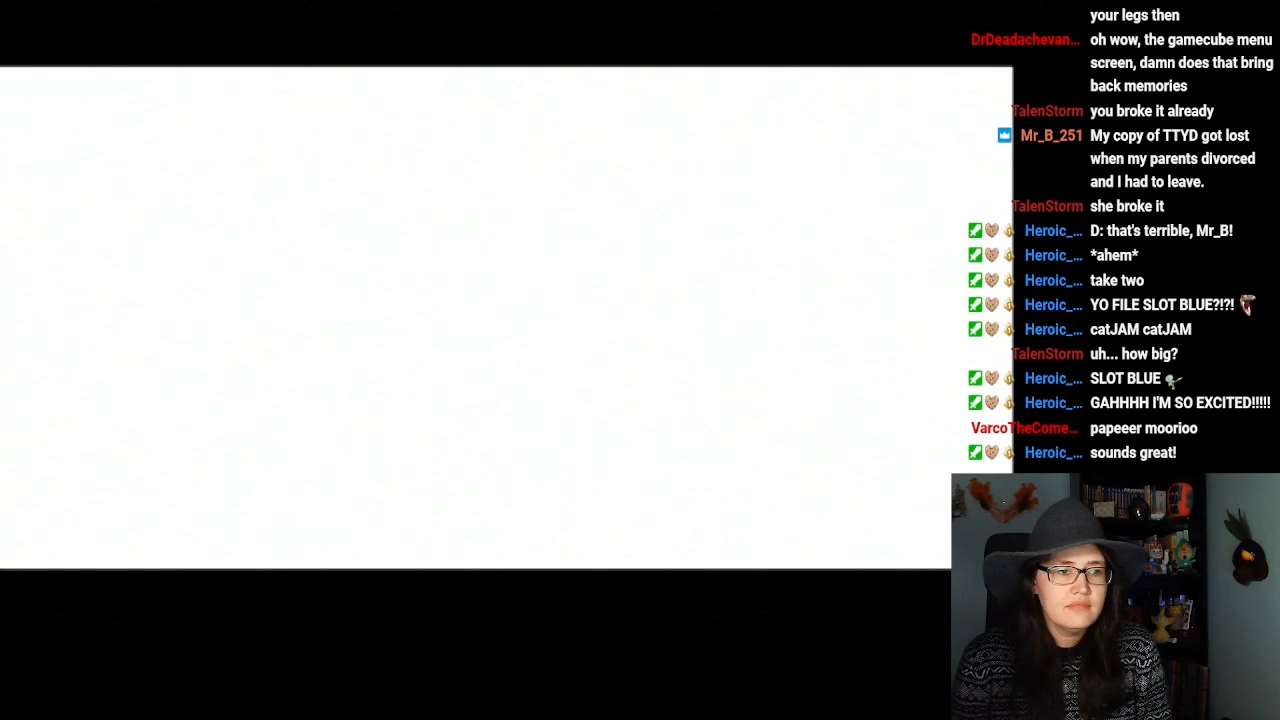 your legs then
DrDeadachevan... oh wow, the gamecube menu
screen, damn does that bring
back memories
TalenStorm you broke it already
Mr_B_251 My copy of TTYD got lost
when my parents divorced
and I had to leave.
TalenStorm she broke it
Heroic_... D: that's terrible, Mr_B!
Heroic_... *ahem*
Heroic_... take two
Heroic_... YO FILE SLOT BLUE?!?!
Heroic_... catJAM catJAM
TalenStorm uh... how big?
Heroic_... SLOT BLUE
Heroic_... GAHHHH I'M SO EXCITED!!!!!
VarcoTheCome... papeeer moorioo
Heroic_... sounds great!